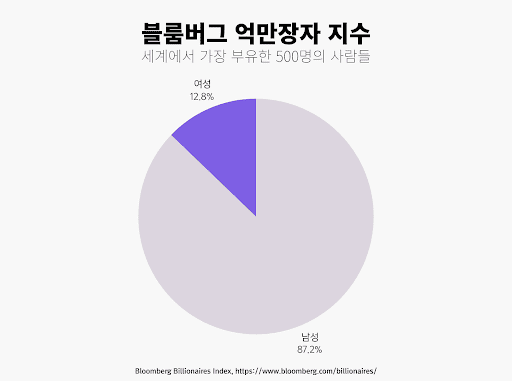 블룸버그 억만장자 지수
세계에서 가장 부유한 500명의 사람들
여성
12.8%
남성
87.2%
Bloomberg Billionaires Index, https://www.bloomberg.com/billionaires/